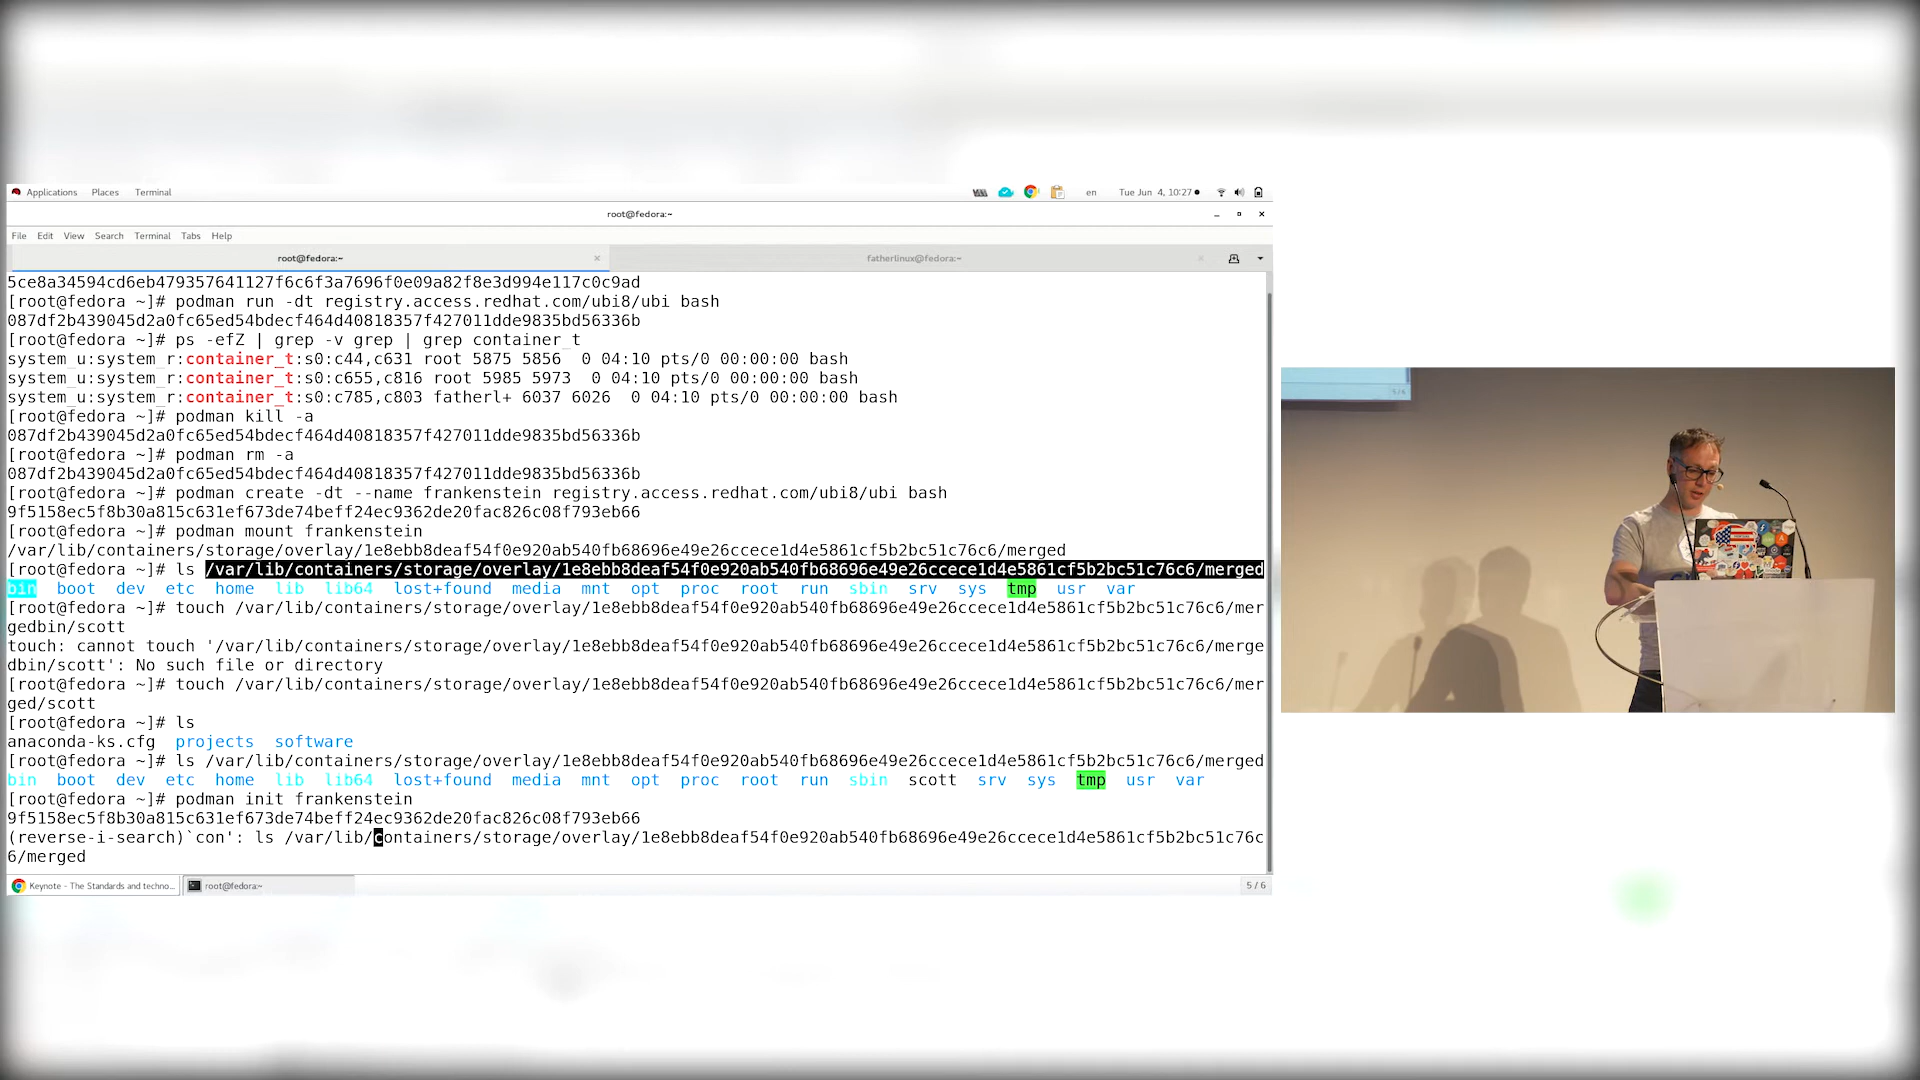 Applications Places Terminal
en Tue Jun 4, 10:27
root@fedora:~
File Edit View Search Terminal Tabs Help
root@fedora:~
fatherlinux@fedora:~
5ce8a34594cd6eb479357641127f6c6f3a7696f0e09a82f8e3d994e117c0c9ad
[root@fedora ~]# podman run -dt registry.access.redhat.com/ubi8/ubi bash
087df2b439045d2a0fc65ed54bdecf464d40818357f427011dde9835bd56336b
[root@fedora ~]# ps -efZ | grep -v grep | grep container_t
system_u:system_r:container_t:s0:c44,c631 root 5875 5856  0 04:10 pts/0 00:00:00 bash
system_u:system_r:container_t:s0:c655,c816 root 5985 5973  0 04:10 pts/0 00:00:00 bash
system_u:system_r:container_t:s0:c785,c803 fatherl+ 6037 6026  0 04:10 pts/0 00:00:00 bash
[root@fedora ~]# podman kill -a
087df2b439045d2a0fc65ed54bdecf464d40818357f427011dde9835bd56336b
[root@fedora ~]# podman rm -a
087df2b439045d2a0fc65ed54bdecf464d40818357f427011dde9835bd56336b
[root@fedora ~]# podman create -dt --name frankenstein registry.access.redhat.com/ubi8/ubi bash
9f5158ec5f8b30a815c631ef673de74beff24ec9362de20fac826c08f793eb66
[root@fedora ~]# podman mount frankenstein
/var/lib/containers/storage/overlay/1e8ebb8deaf54f0e920ab540fb68696e49e26ccece1d4e5861cf5b2bc51c76c6/merged
[root@fedora ~]# ls /var/lib/containers/storage/overlay/1e8ebb8deaf54f0e920ab540fb68696e49e26ccece1d4e5861cf5b2bc51c76c6/merged
bin boot dev etc home lib lib64 lost+found media mnt opt proc root run sbin srv sys tmp usr var
[root@fedora ~]# touch /var/lib/containers/storage/overlay/1e8ebb8deaf54f0e920ab540fb68696e49e26ccece1d4e5861cf5b2bc51c76c6/mer
gedbin/scott
touch: cannot touch '/var/lib/containers/storage/overlay/1e8ebb8deaf54f0e920ab540fb68696e49e26ccece1d4e5861cf5b2bc51c76c6/merge
dbin/scott': No such file or directory
[root@fedora ~]# touch /var/lib/containers/storage/overlay/1e8ebb8deaf54f0e920ab540fb68696e49e26ccece1d4e5861cf5b2bc51c76c6/mer
ged/scott
[root@fedora ~]# ls
anaconda-ks.cfg projects software
[root@fedora ~]# ls /var/lib/containers/storage/overlay/1e8ebb8deaf54f0e920ab540fb68696e49e26ccece1d4e5861cf5b2bc51c76c6/merged
bin boot dev etc home lib lib64 lost+found media mnt opt proc root run sbin scott srv sys tmp usr var
[root@fedora ~]# podman init frankenstein
9f5158ec5f8b30a815c631ef673de74beff24ec9362de20fac826c08f793eb66
(reverse-i-search)`con': ls /var/lib/containers/storage/overlay/1e8ebb8deaf54f0e920ab540fb68696e49e26ccece1d4e5861cf5b2bc51c76c
6/merged
Keynote - The Standards and techno...
root@fedora:~
5 / 6